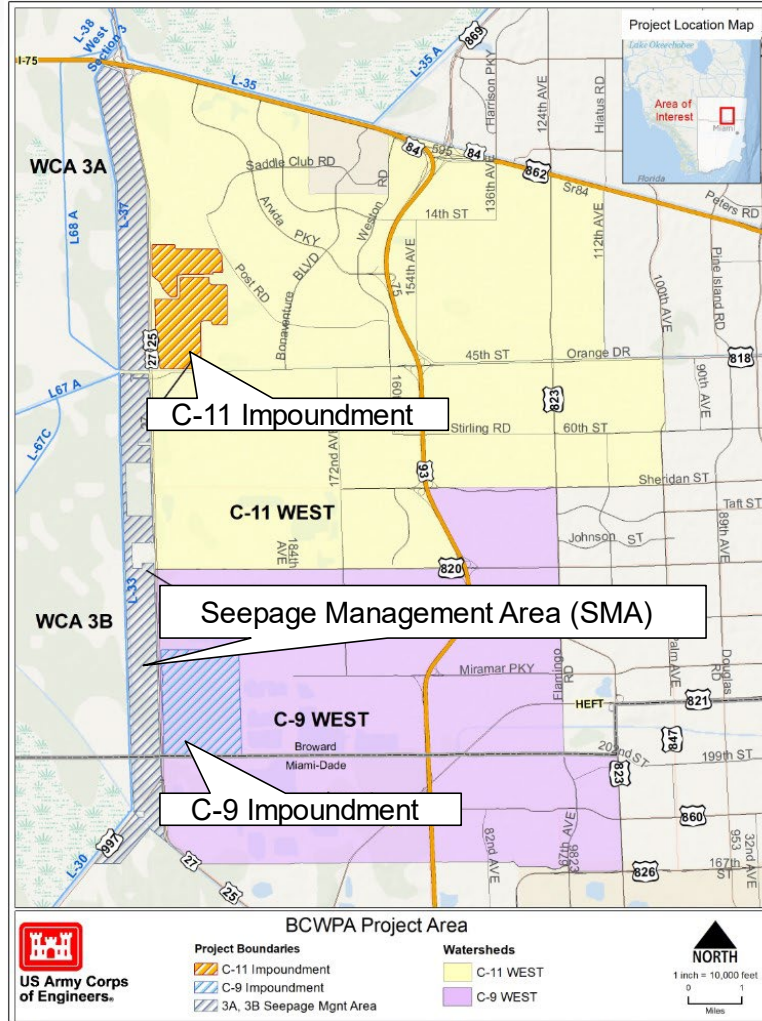 Project Location Map
Lake Okeechobee
Area of
Interest
Miami
Florida
L-38
West
Section 3
I-75
L-35
L-35 A
869
Harrison PKY
124th AVE
Hiatus RD
WCA 3A
L68 A
L-37
Saddle Club RD
84
595
84
862
Sr84
Peters RD
136th AVE
14th ST
Arvida
PKY
Weston
RD
154th AVE
75
112th AVE
100th AVE
Pine Island RD
Post RD
BLVD
Bonaventure
27
25
45th ST
Orange DR
818
L67 A
L-67C
90th AVE
823
C-11 Impoundment
Stirling RD
60th ST
172nd AVE
93
Sheridan ST
Taft ST
C-11 WEST
184th
AVE
Johnson ST
89th AVE
820
L-33
WCA 3B
Seepage Management Area (SMA)
Miramar PKY
Flamingo
RD
Palm AVE
Douglas
RD
C-9 WEST
HEFT
821
847
Broward
Miami-Dade
202nd ST
199th ST
823
C-9 Impoundment
860
997
L-30
27
25
82nd AVE
67th AVE
9823
826
167th
ST
953
32nd AVE
BCWPA Project Area
Project Boundaries
C-11 Impoundment
C-9 Impoundment
3A, 3B Seepage Mgnt Area
Watersheds
C-11 WEST
C-9 WEST
US Army Corps
of Engineers®
NORTH
1 inch = 10,000 feet
0 1
Miles